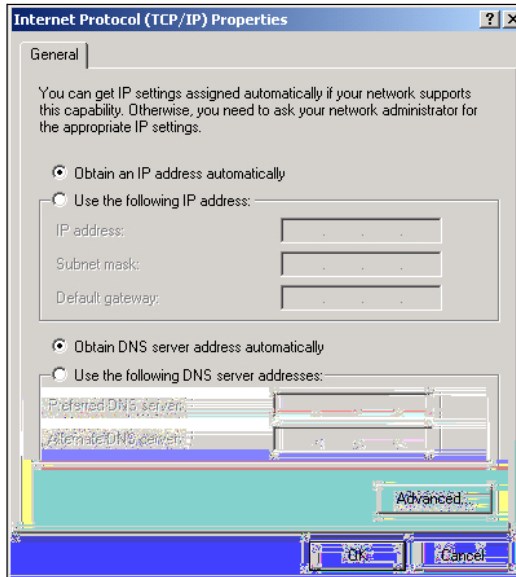 Internet Protocol (TCP/IP) Properties
General
You can get IP settings assigned automatically if your network supports
this capability. Otherwise, you need to ask your network administrator for
the appropriate IP settings.
Obtain an IP address automatically
Use the following IP address:
IP address:
Subnet mask:
Default gateway:
Obtain DNS server address automatically
Use the following DNS server addresses:
Preferred DNS server:
Alternate DNS server:
Advanced...
OK
Cancel